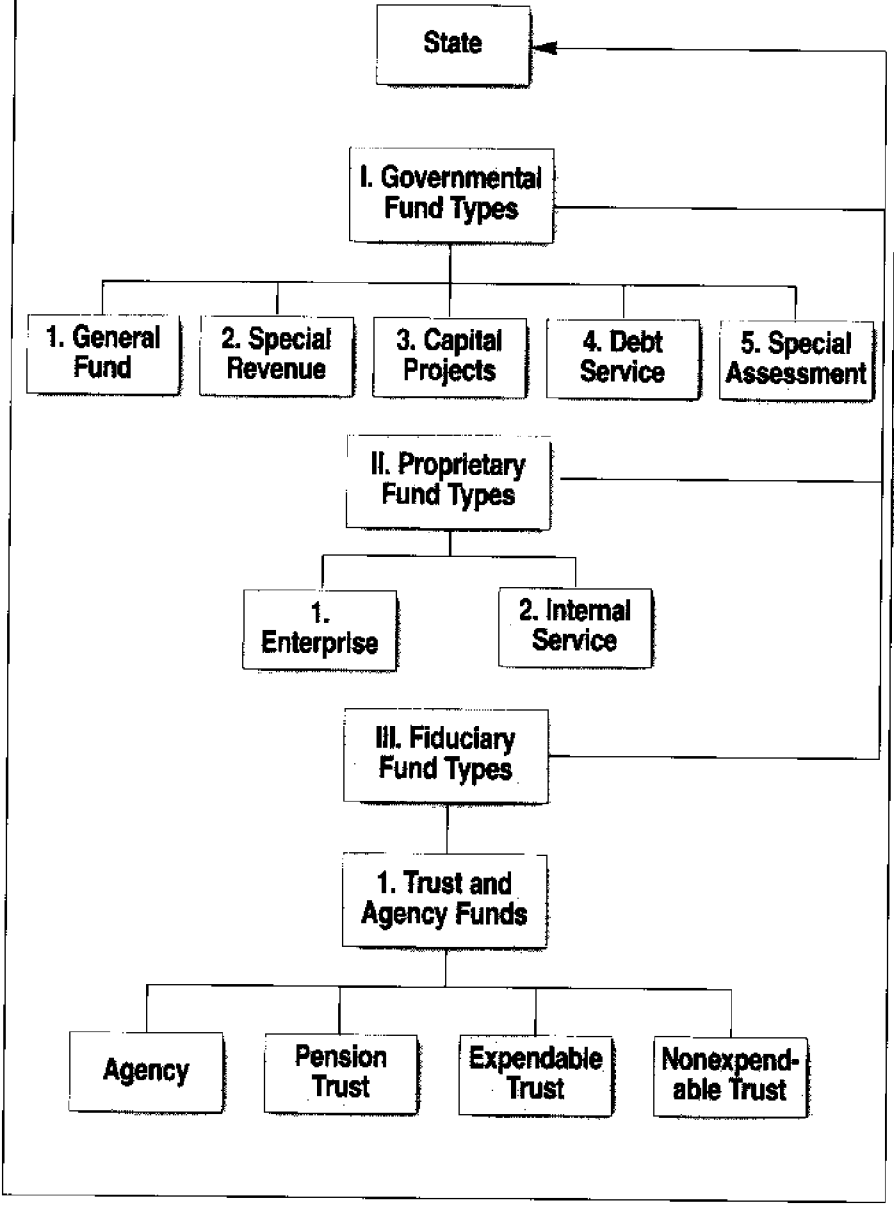 State
I. Governmental
Fund Types
1. General
Fund
2. Special
Revenue
3. Capital
Projects
4. Debt
Service
5. Special
Assessment
II. Proprietary
Fund Types
1.
Enterprise
2. Internal
Service
III. Fiduciary
Fund Types
1. Trust and
Agency Funds
Agency
Pension
Trust
Expendable
Trust
Nonexpend-
able Trust